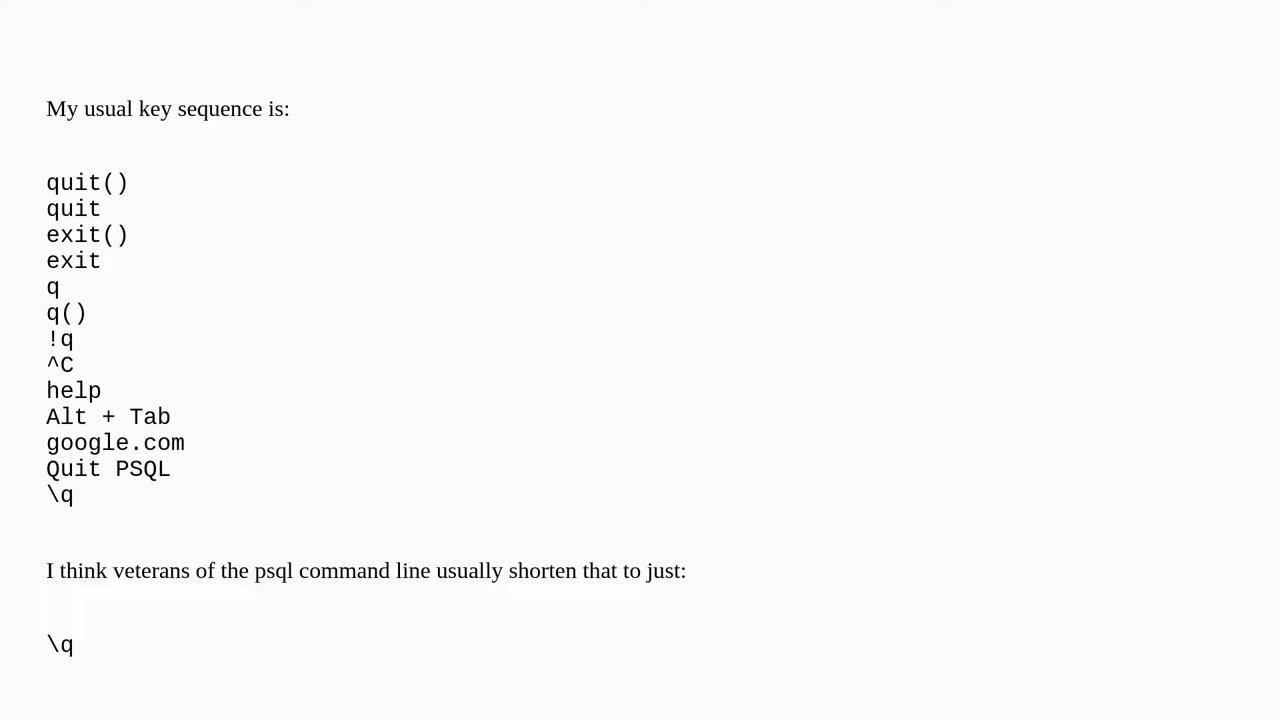 My usual key sequence is:
quit()
quit
exit()
exit
q
q()
!q
^C
help
Alt + Tab
google.com
Quit PSQL
\q
I think veterans of the psql command line usually shorten that to just:
\q